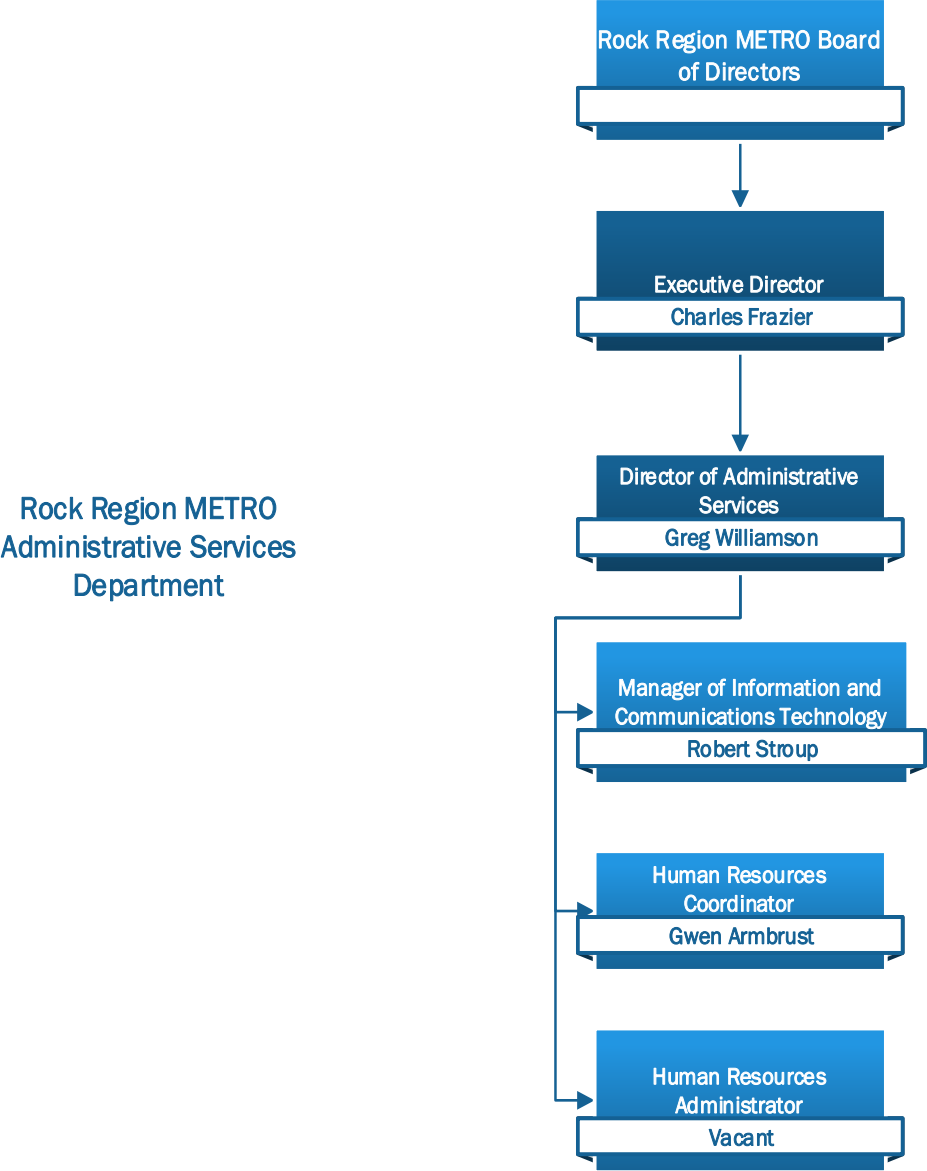 Rock Region METRO Board
of Directors
Executive Director
Charles Frazier
Director of Administrative
Services
Greg Williamson
Rock Region METRO
Administrative Services
Department
Manager of Information and
Communications Technology
Robert Stroup
Human Resources
Coordinator
Gwen Armbrust
Human Resources
Administrator
Vacant